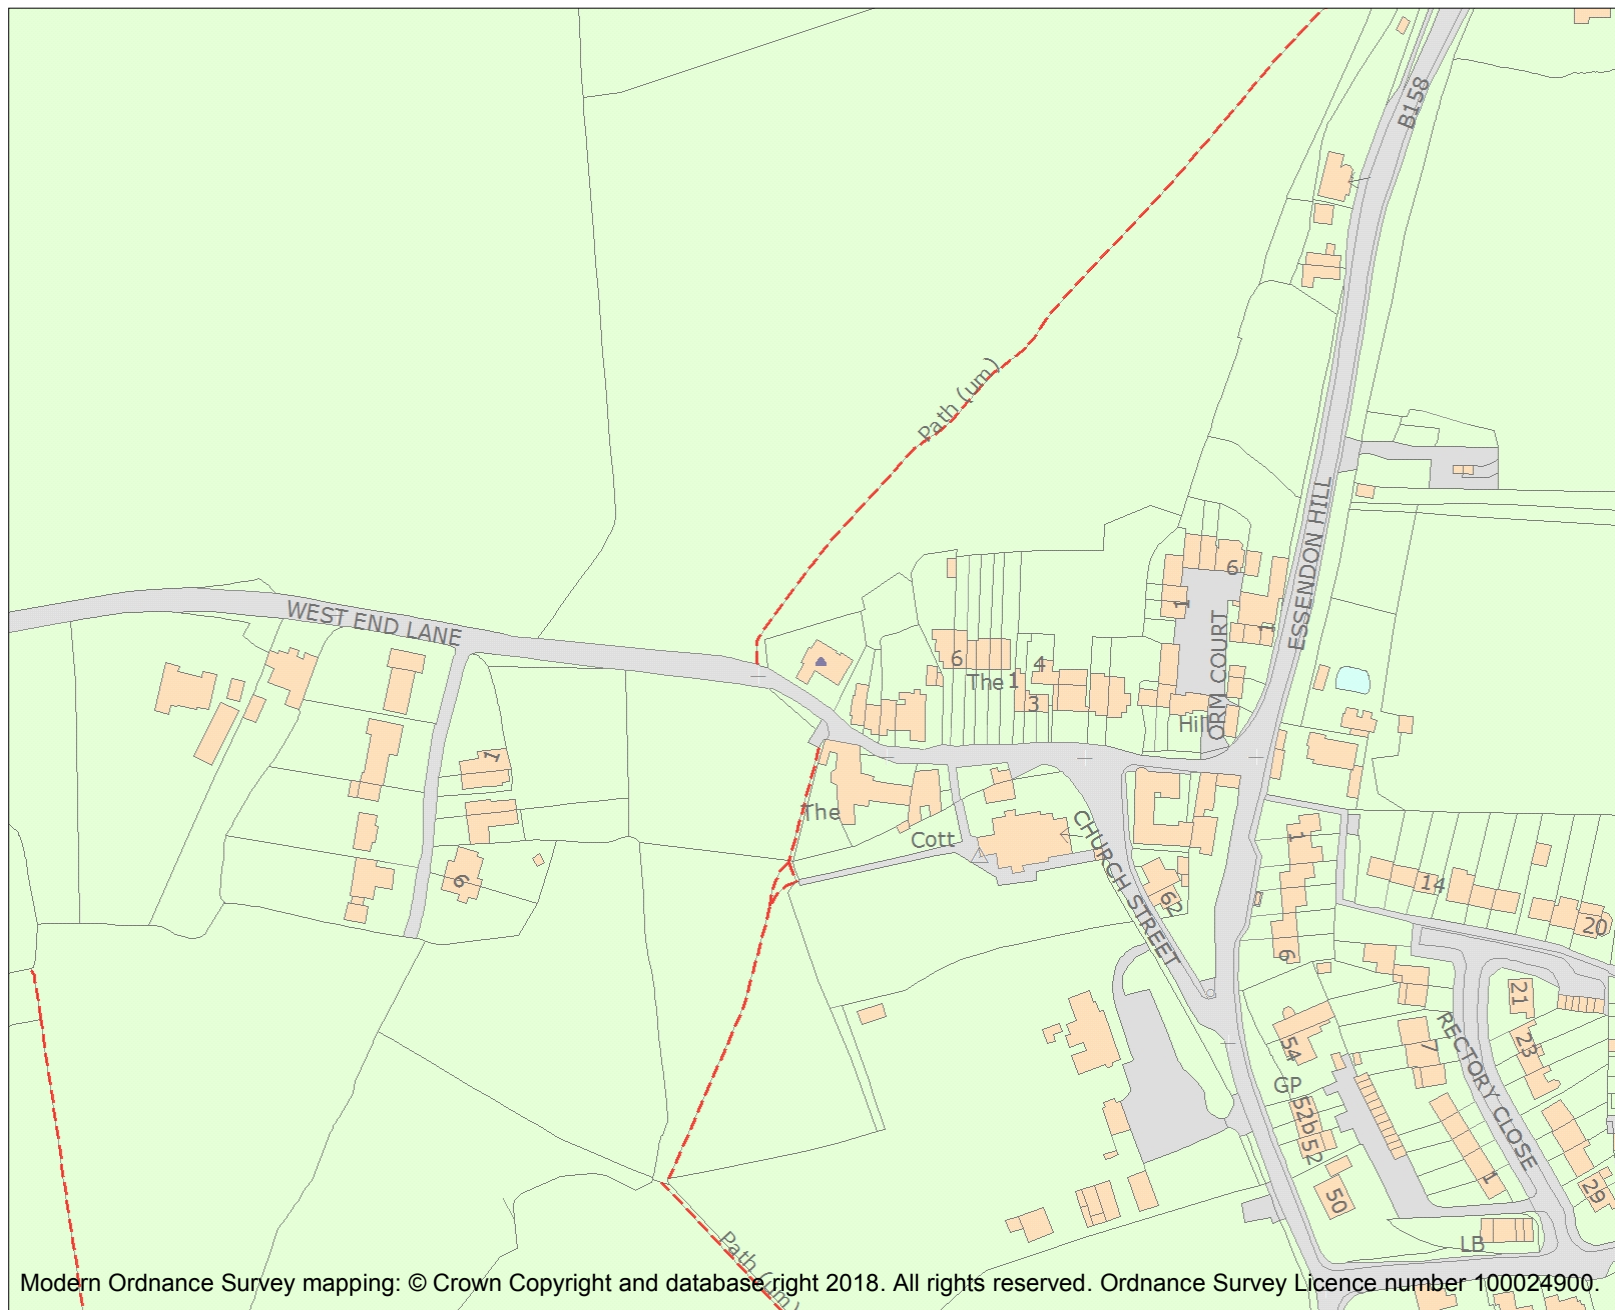 B158
Path (um)
ESSENDON HILL
WEST END LANE
6
1
1
ORM COURT
6
4
The 1
3
Hill
1
The
Cott
CHURCH STREET
1
6
62
14
20
6
21
23
RECTORY CLOSE
7
54
GP
52b
52
1
29
50
LB
Path (um)
Modern Ordnance Survey mapping: © Crown Copyright and database right 2018. All rights reserved. Ordnance Survey Licence number 100024900.